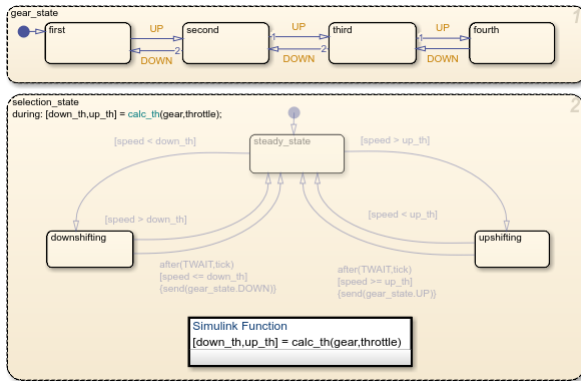 gear_state
1
UP
UP
UP
first
second
third
fourth
2
1
2
1
2
DOWN
DOWN
DOWN
selection_state
2
during: [down_th,up_th] = calc_th(gear,throttle);
[speed < down_th]
[speed > up_th]
steady_state
[speed > down_th]
[speed < up_th]
downshifting
upshifting
after(TWAIT,tick)
[speed <= down_th]
{send(gear_state.DOWN)}
after(TWAIT,tick)
[speed >= up_th]
{send(gear_state.UP)}
Simulink Function
[down_th,up_th] = calc_th(gear,throttle)